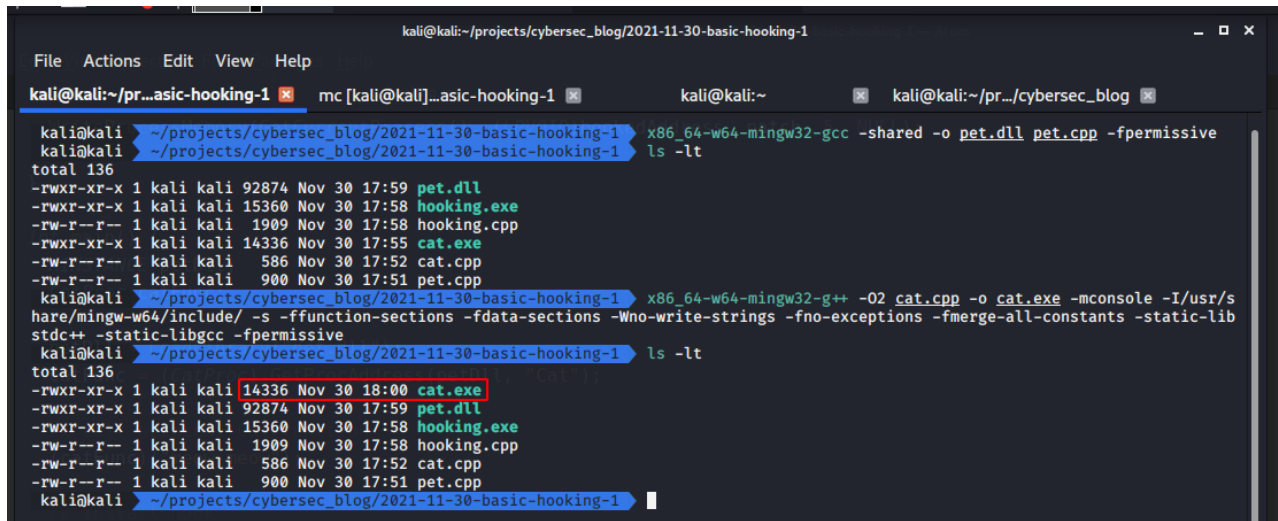 kali@kali:~/projects/cybersec_blog/2021-11-30-basic-hooking-1
File Actions Edit View Help
kali@kali:~/pr...asic-hooking-1 mc [kali@kali]...asic-hooking-1 kali@kali:~ kali@kali:~/pr.../cybersec_blog
kali@kali ~/projects/cybersec_blog/2021-11-30-basic-hooking-1 x86_64-w64-mingw32-gcc -shared -o pet.dll pet.cpp -fpermissive
kali@kali ~/projects/cybersec_blog/2021-11-30-basic-hooking-1 ls -lt
total 136
-rwxr-xr-x 1 kali kali 92874 Nov 30 17:59 pet.dll
-rwxr-xr-x 1 kali kali 15360 Nov 30 17:58 hooking.exe
-rw-r--r-- 1 kali kali 1909 Nov 30 17:58 hooking.cpp
-rwxr-xr-x 1 kali kali 14336 Nov 30 17:55 cat.exe
-rw-r--r-- 1 kali kali 586 Nov 30 17:52 cat.cpp
-rw-r--r-- 1 kali kali 900 Nov 30 17:51 pet.cpp
kali@kali ~/projects/cybersec_blog/2021-11-30-basic-hooking-1 x86_64-w64-mingw32-g++ -O2 cat.cpp -o cat.exe -mconsole -I/usr/s
hare/mingw-w64/include/ -s -ffunction-sections -fdata-sections -Wno-write-strings -fno-exceptions -fmerge-all-constants -static-lib
stdc++ -static-libgcc -fpermissive
kali@kali ~/projects/cybersec_blog/2021-11-30-basic-hooking-1 ls -lt
total 136
(CatProc) GetProcAddress(petDll, "Cat");
-rwxr-xr-x 1 kali kali 14336 Nov 30 18:00 cat.exe
-rwxr-xr-x 1 kali kali 92874 Nov 30 17:59 pet.dll
-rwxr-xr-x 1 kali kali 15360 Nov 30 17:58 hooking.exe
-rw-r--r-- 1 kali kali 1909 Nov 30 17:58 hooking.cpp
-rw-r--r-- 1 kali kali 586 Nov 30 17:52 cat.cpp
-rw-r--r-- 1 kali kali 900 Nov 30 17:51 pet.cpp
kali@kali ~/projects/cybersec_blog/2021-11-30-basic-hooking-1